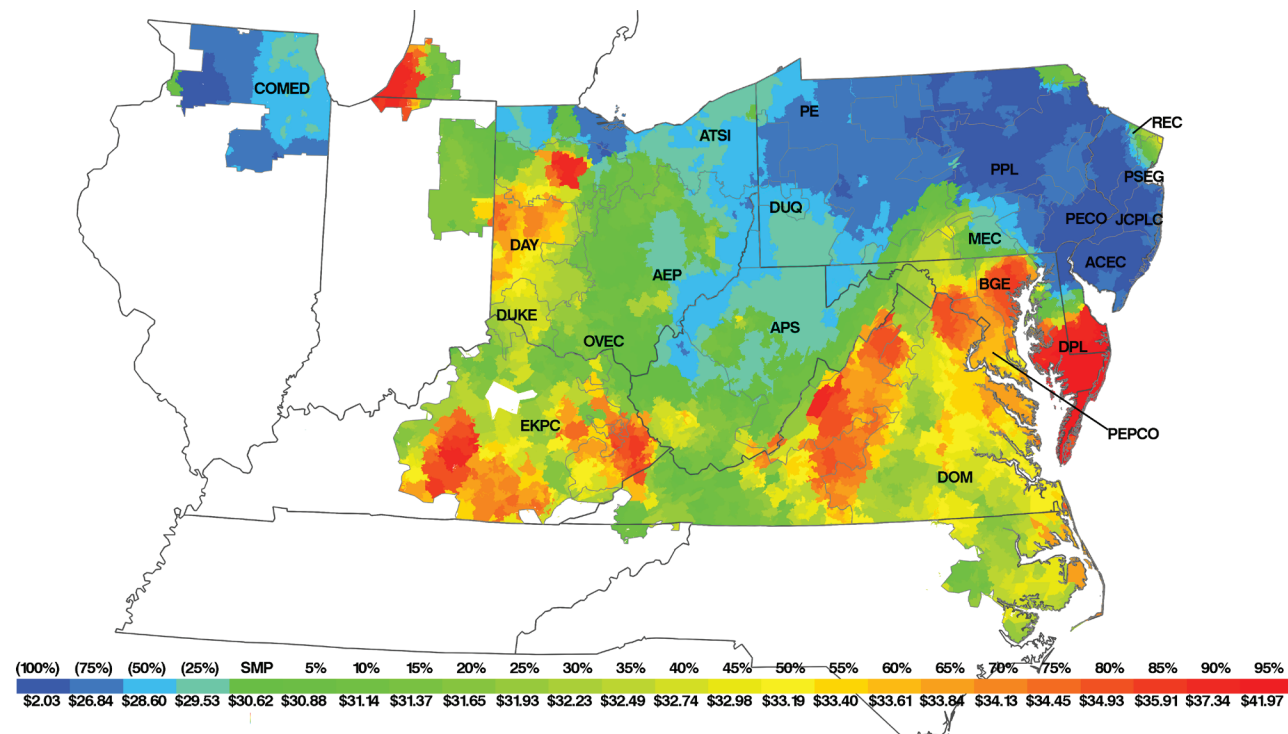 COMED
PE
ATSI
REC
PPL
PSEG
DUQ
PECO
JCPLC
MEC
DAY
ACEC
AEP
BGE
DUKE
APS
OVEC
DPL
EKPC
PEPCO
DOM
(100%) (75%) (50%) (25%) SMP 5% 10% 15% 20% 25% 30% 35% 40% 45% 50% 55% 60% 65% 70% 75% 80% 85% 90% 95%
$2.03 $26.84 $28.60 $29.53 $30.62 $30.88 $31.14 $31.37 $31.65 $31.93 $32.23 $32.49 $32.74 $32.98 $33.19 $33.40 $33.61 $33.84 $34.13 $34.45 $34.93 $35.91 $37.34 $41.97